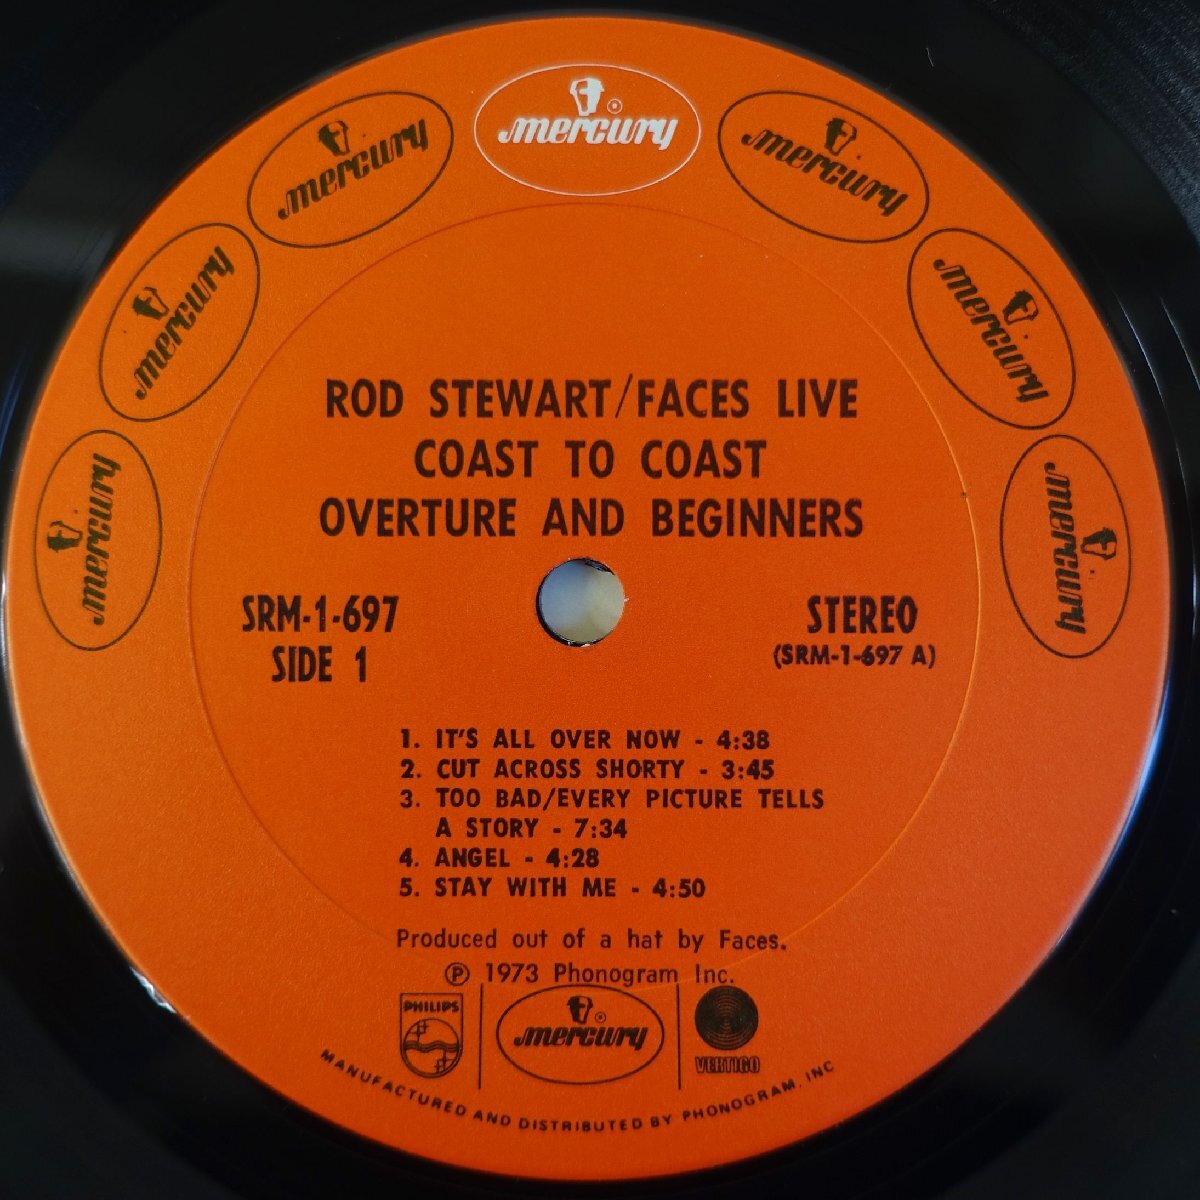 mercury
mercury
mercury
mercury
mercury
mercury
mercury
ROD STEWART/FACES LIVE
COAST TO COAST
OVERTURE AND BEGINNERS
SRM-1-697
SIDE 1
STEREO
(SRM-1-697 A)
1. IT'S ALL OVER NOW - 4:38
2. CUT ACROSS SHORTY - 3:45
3. TOO BAD/EVERY PICTURE TELLS
A STORY - 7:34
4. ANGEL - 4:28
5. STAY WITH ME - 4:50
Produced out of a hat by Faces.
℗ 1973 Phonogram Inc.
PHILIPS
mercury
VERTIGO
MANUFACTURED AND DISTRIBUTED BY PHONOGRAM, INC